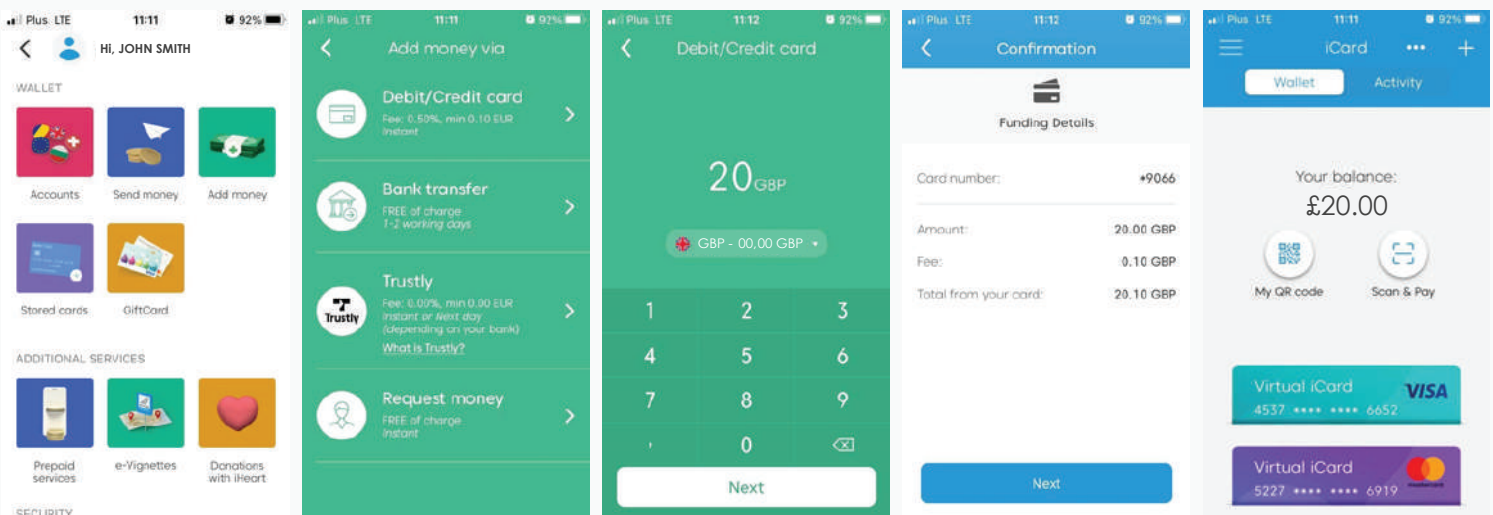 Plus LTE 11:11 92%
Hi, JOHN SMITH
WALLET
Accounts Send money Add money
Stored cards GiftCard
ADDITIONAL SERVICES
Prepaid services e-Vignettes Donations with iHeart
SECURITY
Plus LTE 11:11 92%
Add money via
Debit/Credit card
Fee: 0.50%, min 0.10 EUR
Instant
Bank transfer
FREE of charge
1-2 working days
Trustly
Trustly
Fee: 0.00%, min 0.00 EUR
Instant or Next day
(depending on your bank)
What is Trustly?
Request money
FREE of charge
Instant
Plus LTE 11:12 92%
Debit/Credit card
20 GBP
GBP - 00,00 GBP
1 2 3
4 5 6
7 8 9
, 0
Next
Plus LTE 11:12 92%
Confirmation
Funding Details
Card number: *9066
Amount: 20.00 GBP
Fee: 0.10 GBP
Total from your card: 20.10 GBP
Next
Plus LTE 11:11 92%
iCard
Wallet Activity
Your balance:
£20.00
My QR code Scan & Pay
Virtual iCard VISA
4537 **** **** 6652
Virtual iCard
5227 **** **** 6919